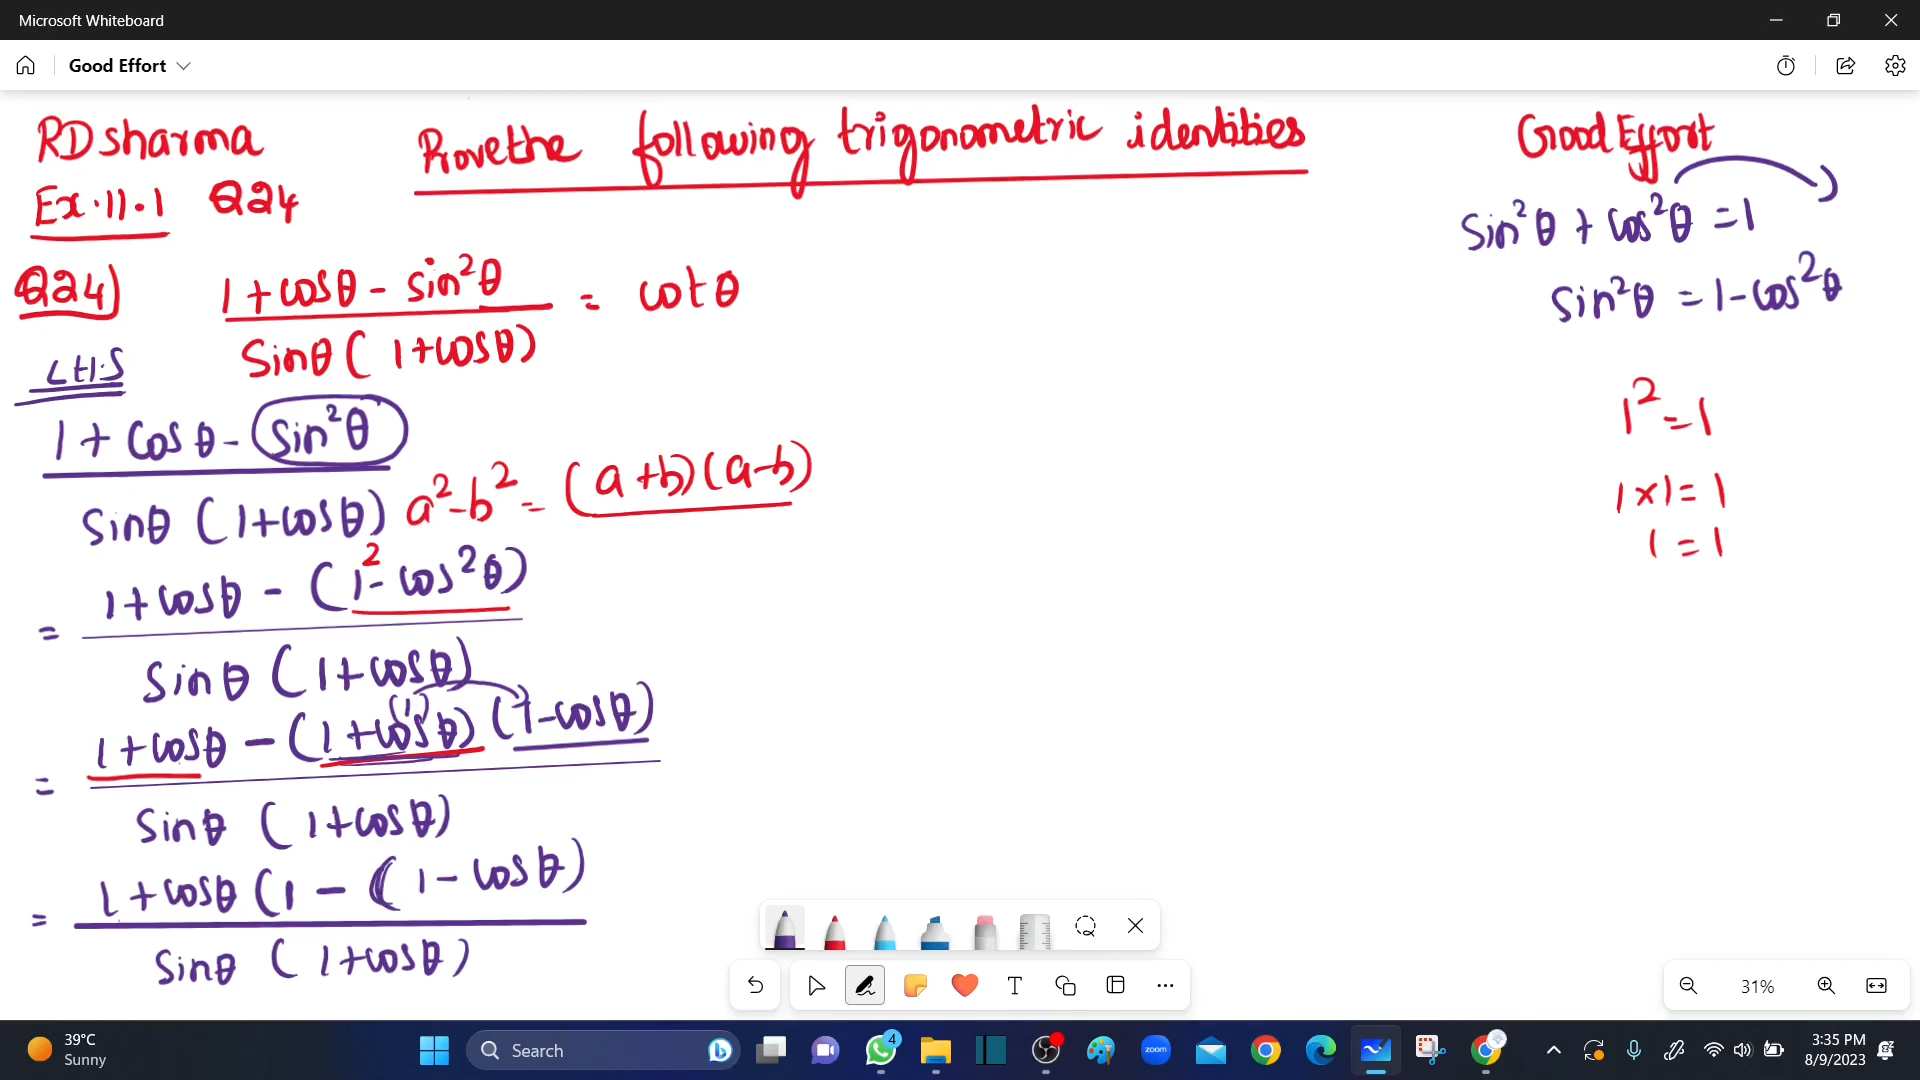 Microsoft Whiteboard
Good Effort
RD sharma
Prove the following trigonometric identities
Good Effort
Ex.11.1 Q24
sin²θ + cos²θ = 1
sin²θ = 1 - cos²θ
Q24) (1 + cosθ - sin²θ) / (sinθ (1 + cosθ)) = cot θ
L.H.S
1² = 1
1 × 1 = 1
1 = 1
1 + cosθ - sin²θ
sinθ (1 + cosθ)
a² - b² = (a + b)(a - b)
= 1 + cosθ - (1² - cos²θ)
sinθ (1 + cosθ)
= 1 + cosθ - (1 + cosθ)(1 - cosθ)
(1)
sinθ (1 + cosθ)
= 1 + cosθ (1 - (1 - cosθ)
sinθ (1 + cosθ)
31%
39°C
Sunny
Search
4
zoom
3:35 PM
8/9/2023